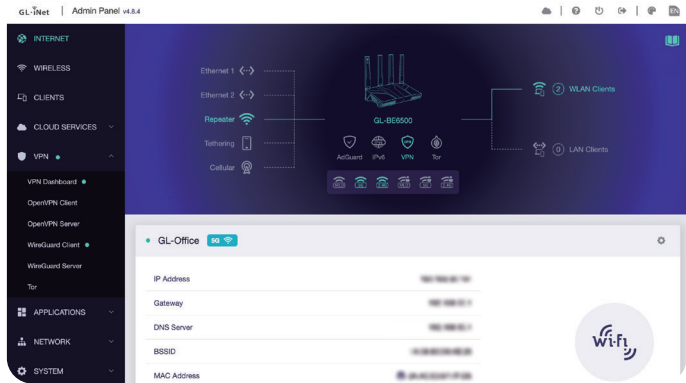 GL·iNet | Admin Panel v4.8.4
EN
INTERNET
WIRELESS
CLIENTS
CLOUD SERVICES
VPN
VPN Dashboard
OpenVPN Client
OpenVPN Server
WireGuard Client
WireGuard Server
Tor
APPLICATIONS
NETWORK
SYSTEM
Ethernet 1
Ethernet 2
Repeater
Tethering
Cellular
GL-BE6500
AdGuard IPv6 VPN Tor
2 WLAN Clients
0 LAN Clients
GL-Office 5G
IP Address
Gateway
DNS Server
BSSID
MAC Address
Wi-Fi